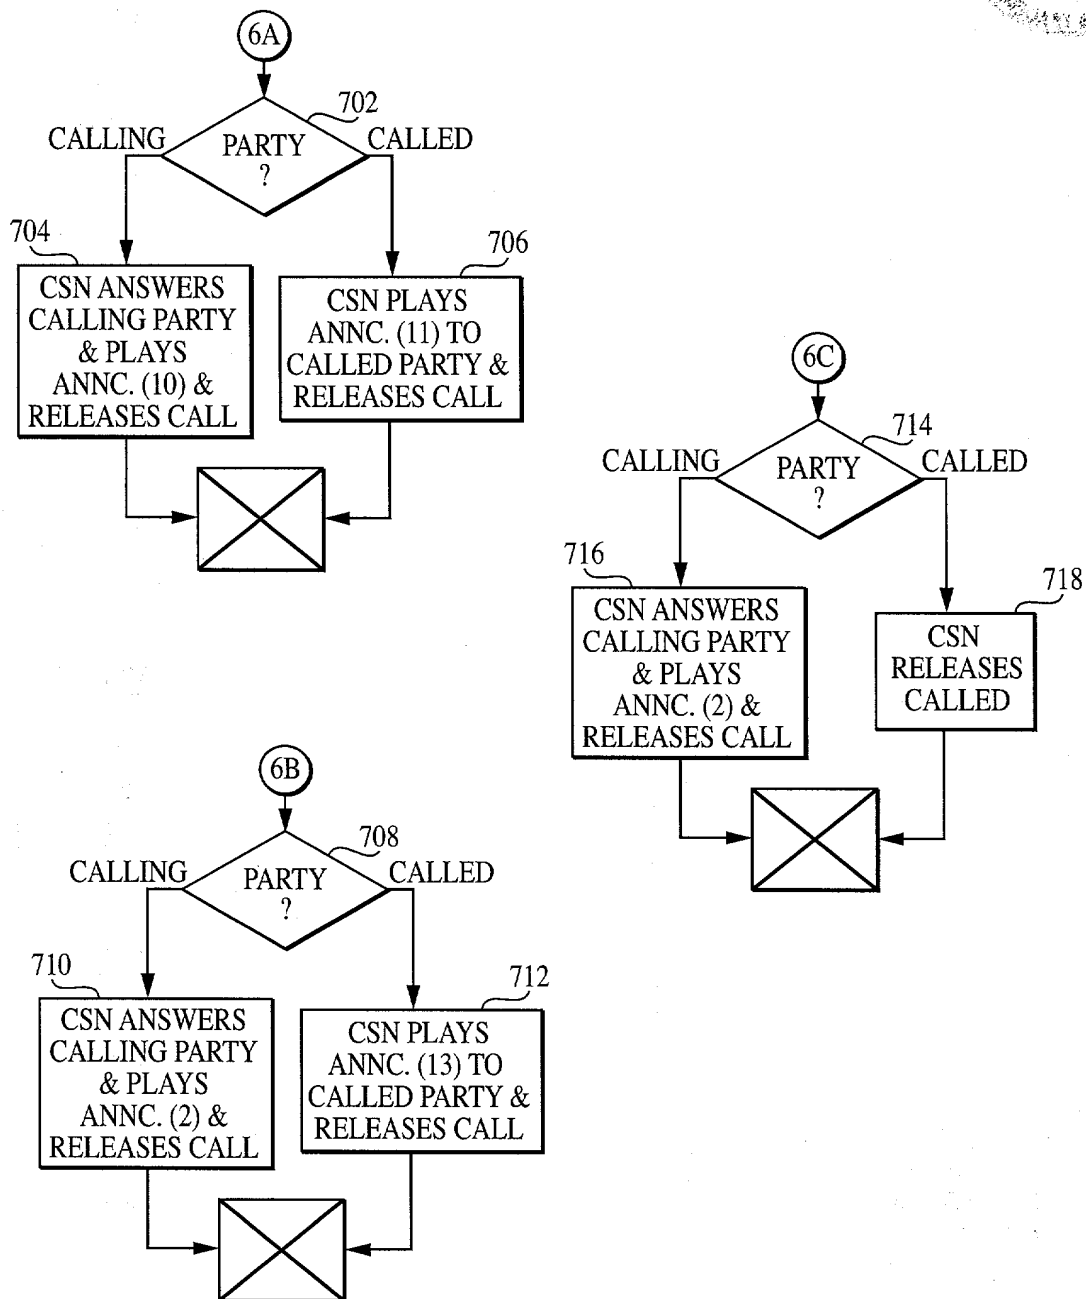 6A
702
CALLING
CALLED
PARTY
?
704
CSN ANSWERS
CALLING PARTY
& PLAYS
ANNC. (10) &
RELEASES CALL
706
CSN PLAYS
ANNC. (11) TO
CALLED PARTY &
RELEASES CALL
6C
714
CALLING
CALLED
PARTY
?
716
CSN ANSWERS
CALLING PARTY
& PLAYS
ANNC. (2) &
RELEASES CALL
718
CSN
RELEASES
CALLED
6B
708
CALLING
CALLED
PARTY
?
710
CSN ANSWERS
CALLING PARTY
& PLAYS
ANNC. (2) &
RELEASES CALL
712
CSN PLAYS
ANNC. (13) TO
CALLED PARTY &
RELEASES CALL